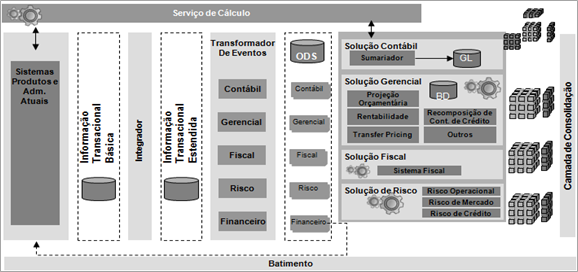 Serviço de Cálculo
Sistemas
Produtos e
Adm.
Atuais
Informação
Transacional
Básica
Integrador
Informação
Transacional
Estendida
Transformador
De Eventos
Contábil
Gerencial
Fiscal
Risco
Financeiro
ODS
Contábil
Gerencial
Fiscal
Risco
Financeiro
Solução Contábil
Sumariador
GL
Solução Gerencial
Projeção
Orçamentária
BD
Rentabilidade
Recomposição de
Cont. de Crédito
Transfer Pricing
Outros
Solução Fiscal
Sistema Fiscal
Solução de Risco
Risco Operacional
Risco de Mercado
Risco de Crédito
Camada de Consolidação
Batimento